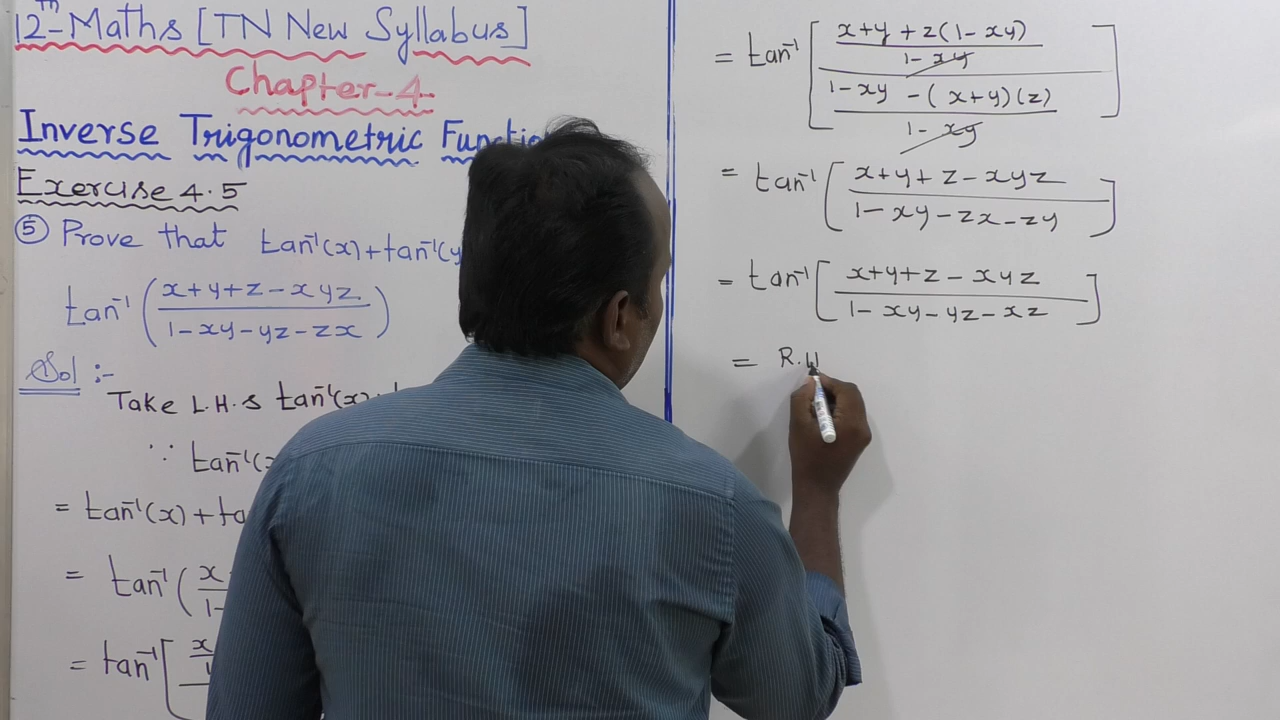 12th Maths [TN New Syllabus]
Chapter-4
Inverse Trigonometric Functio
Exercise 4.5
⑤ Prove that tan⁻¹(x)+tan⁻¹(y
tan⁻¹ ( x+y+z-xyz / 1-xy-yz-zx )
Sol :-
Take L.H.S tan⁻¹(x)
∵ tan⁻¹(
= tan⁻¹(x) + ta
= tan⁻¹ ( x / 1-
= tan⁻¹ [ x / 1
= tan⁻¹ [ x+y+z(1-xy) / 1-xy / 1-xy-(x+y)(z) / 1-xy ]
= tan⁻¹ [ x+y+z-xyz / 1-xy-zx-zy ]
= tan⁻¹ [ x+y+z-xyz / 1-xy-yz-xz ]
= R.H